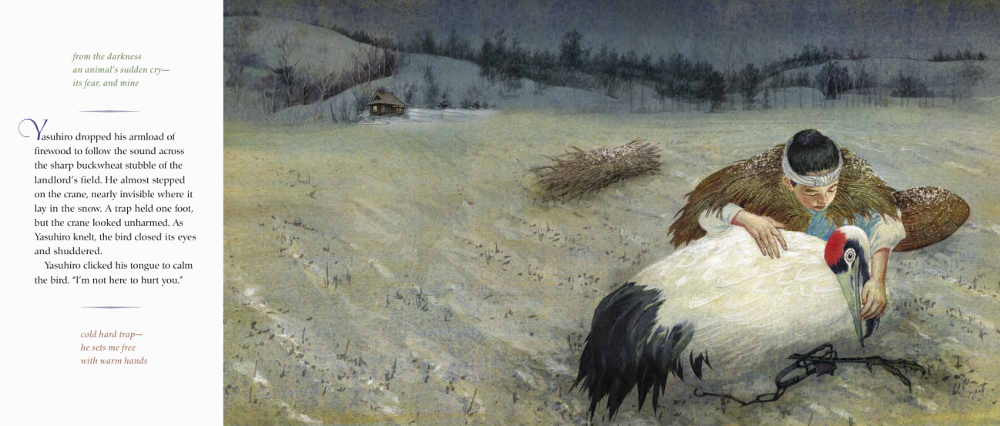 from the darkness
an animal's sudden cry—
its fear, and mine
Yasuhiro dropped his armload of
firewood to follow the sound across
the sharp buckwheat stubble of the
landlord's field. He almost stepped
on the crane, nearly invisible where it
lay in the snow. A trap held one foot,
but the crane looked unharmed. As
Yasuhiro knelt, the bird closed its eyes
and shuddered.
Yasuhiro clicked his tongue to calm
the bird. “I’m not here to hurt you.”
cold hard trap—
he sets me free
with warm hands